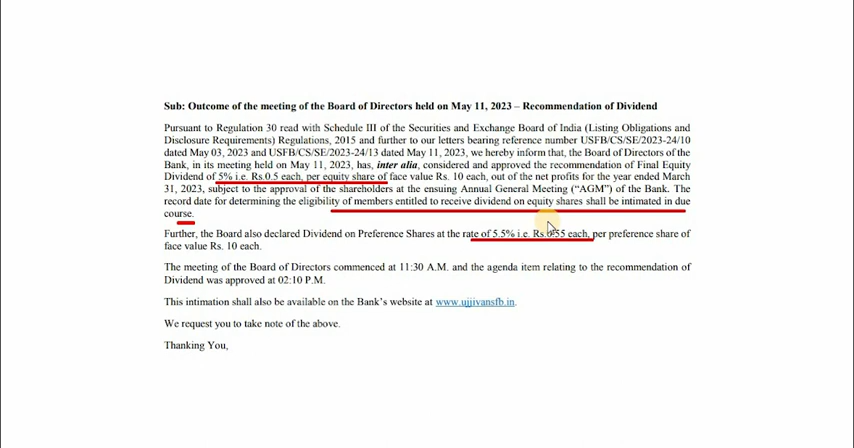 Sub: Outcome of the meeting of the Board of Directors held on May 11, 2023 – Recommendation of Dividend
Pursuant to Regulation 30 read with Schedule III of the Securities and Exchange Board of India (Listing Obligations and
Disclosure Requirements) Regulations, 2015 and further to our letters bearing reference number USFB/CS/SE/2023-24/10
dated May 03, 2023 and USFB/CS/SE/2023-24/13 dated May 11, 2023, we hereby inform that, the Board of Directors of the
Bank, in its meeting held on May 11, 2023, has, inter alia, considered and approved the recommendation of Final Equity
Dividend of 5% i.e. Rs.0.5 each, per equity share of face value Rs. 10 each, out of the net profits for the year ended March
31, 2023, subject to the approval of the shareholders at the ensuing Annual General Meeting (“AGM”) of the Bank. The
record date for determining the eligibility of members entitled to receive dividend on equity shares shall be intimated in due
course.
Further, the Board also declared Dividend on Preference Shares at the rate of 5.5% i.e. Rs.0.55 each, per preference share of
face value Rs. 10 each.
The meeting of the Board of Directors commenced at 11:30 A.M. and the agenda item relating to the recommendation of
Dividend was approved at 02:10 P.M.
This intimation shall also be available on the Bank’s website at www.ujjivansfb.in.
We request you to take note of the above.
Thanking You,